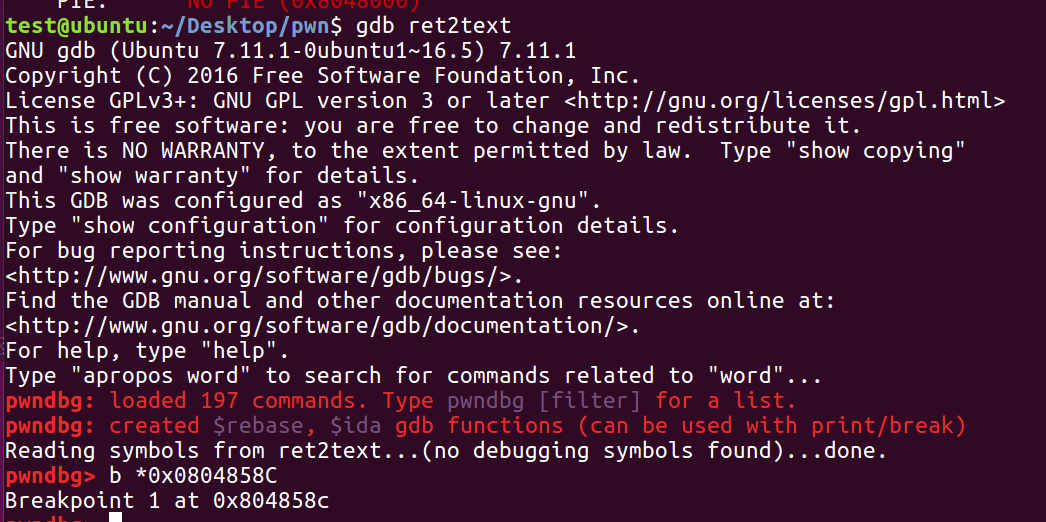 PIE: No PIE (0x8048000)
test@ubuntu:~/Desktop/pwn$ gdb ret2text
GNU gdb (Ubuntu 7.11.1-0ubuntu1~16.5) 7.11.1
Copyright (C) 2016 Free Software Foundation, Inc.
License GPLv3+: GNU GPL version 3 or later <http://gnu.org/licenses/gpl.html>
This is free software: you are free to change and redistribute it.
There is NO WARRANTY, to the extent permitted by law.  Type "show copying"
and "show warranty" for details.
This GDB was configured as "x86_64-linux-gnu".
Type "show configuration" for configuration details.
For bug reporting instructions, please see:
<http://www.gnu.org/software/gdb/bugs/>.
Find the GDB manual and other documentation resources online at:
<http://www.gnu.org/software/gdb/documentation/>.
For help, type "help".
Type "apropos word" to search for commands related to "word"...
pwndbg: loaded 197 commands. Type pwndbg [filter] for a list.
pwndbg: created $rebase, $ida gdb functions (can be used with print/break)
Reading symbols from ret2text...(no debugging symbols found)...done.
pwndbg> b *0x0804858C
Breakpoint 1 at 0x804858c
pwndbg>